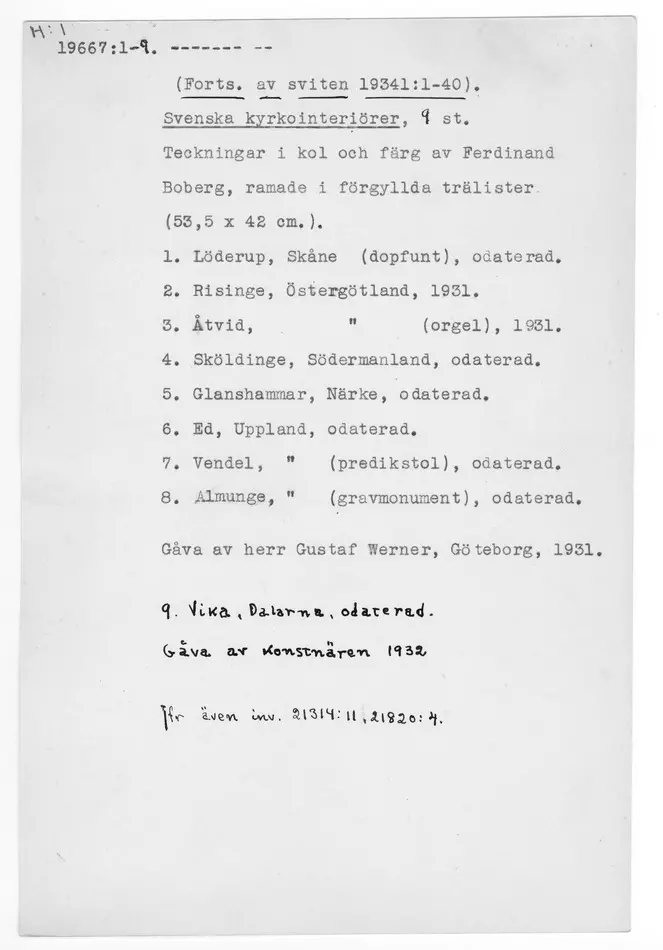 H: 1
19667:1-9. ------- --
(Forts. av sviten 19341:1-40).
Svenska kyrkointeriörer, 9 st.
Teckningar i kol och färg av Ferdinand
Boberg, ramade i förgyllda trälister.
(53,5 x 42 cm.).
1. Löderup, Skåne (dopfunt), odaterad.
2. Risinge, Östergötland, 1931.
3. Åtvid, " (orgel), 1931.
4. Sköldinge, Södermanland, odaterad.
5. Glanshammar, Närke, odaterad.
6. Ed, Uppland, odaterad.
7. Vendel, " (predikstol), odaterad.
8. Almunge, " (gravmonument), odaterad.
Gåva av herr Gustaf Werner, Göteborg, 1931.
9. Vika, Dalarna, odaterad.
Gåva av Konstnären 1932
Jfr även inv. 21314:11, 21820:4.